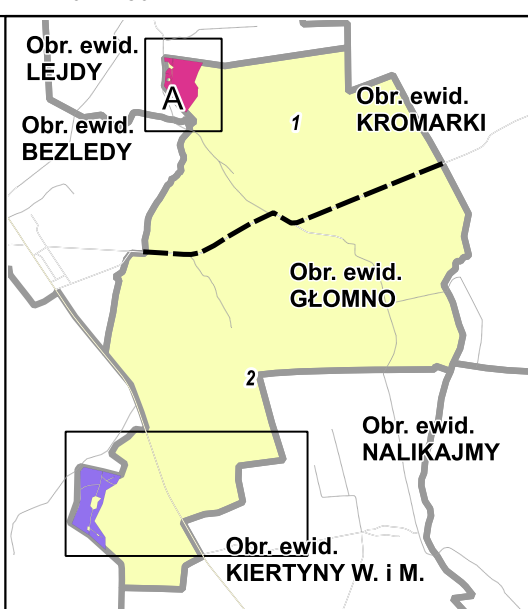 Obr. ewid.
LEJDY
A
Obr. ewid.
BEZLEDY
1
Obr. ewid.
KROMARKI
Obr. ewid.
GŁOMNO
2
Obr. ewid.
NALIKAJMY
Obr. ewid.
KIERTYNY W. i M.